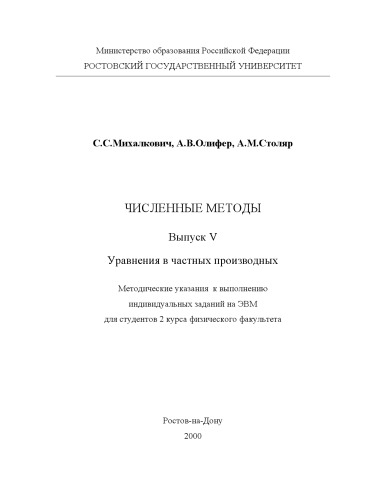 Министерство образования Российской Федерации
РОСТОВСКИЙ ГОСУДАРСТВЕННЫЙ УНИВЕРСИТЕТ
С.С.Михалкович, А.В.Олифер, А.М.Столяр
ЧИСЛЕННЫЕ МЕТОДЫ
Выпуск V
Уравнения в частных производных
Методические указания к выполнению
индивидуальных заданий на ЭВМ
для студентов 2 курса физического факультета
Ростов-на-Дону
2000